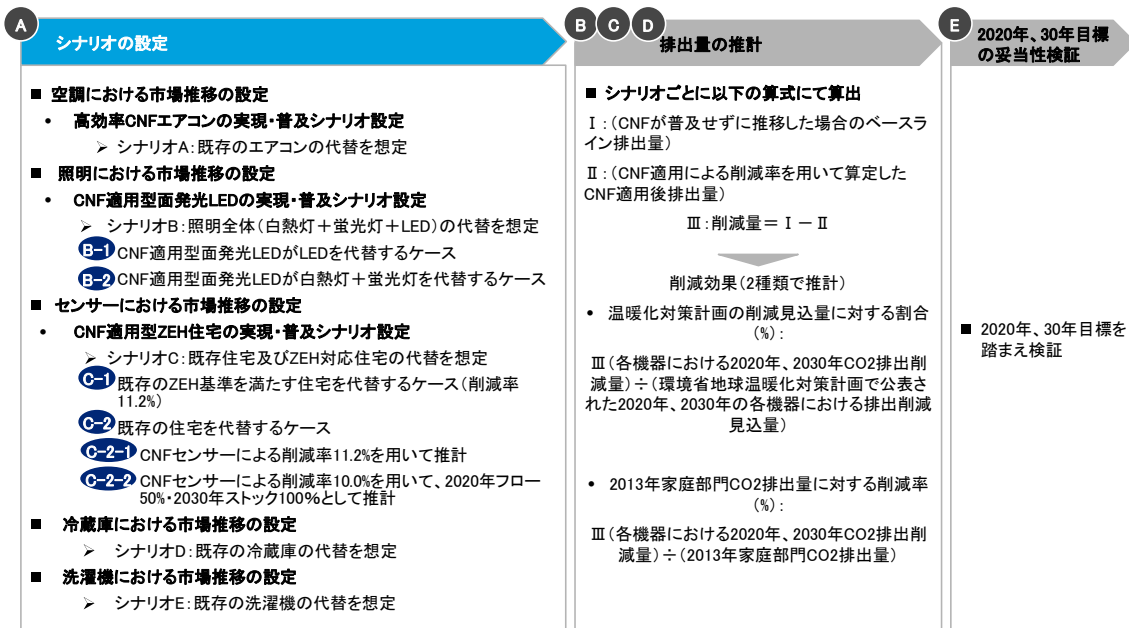 A
シナリオの設定
■ 空調における市場推移の設定
• 高効率CNFエアコンの実現・普及シナリオ設定
➢ シナリオA:既存のエアコンの代替を想定
■ 照明における市場推移の設定
• CNF適用型面発光LEDの実現・普及シナリオ設定
➢ シナリオB:照明全体(白熱灯+蛍光灯+LED)の代替を想定
B-1 CNF適用型面発光LEDがLEDを代替するケース
B-2 CNF適用型面発光LEDが白熱灯+蛍光灯を代替するケース
■ センサーにおける市場推移の設定
• CNF適用型ZEH住宅の実現・普及シナリオ設定
➢ シナリオC:既存住宅及びZEH対応住宅の代替を想定
C-1 既存のZEH基準を満たす住宅を代替するケース(削減率
11.2%)
C-2 既存の住宅を代替するケース
C-2-1 CNFセンサーによる削減率11.2%を用いて推計
C-2-2 CNFセンサーによる削減率10.0%を用いて、2020年フロー
50%・2030年ストック100%として推計
■ 冷蔵庫における市場推移の設定
➢ シナリオD:既存の冷蔵庫の代替を想定
■ 洗濯機における市場推移の設定
➢ シナリオE:既存の洗濯機の代替を想定
B C D
排出量の推計
■ シナリオごとに以下の算式にて算出
Ⅰ:(CNFが普及せずに推移した場合のベースラ
イン排出量)
Ⅱ:(CNF適用による削減率を用いて算定した
CNF適用後排出量)
Ⅲ:削減量=Ⅰ-Ⅱ
削減効果(2種類で推計)
• 温暖化対策計画の削減見込量に対する割合
(%):
Ⅲ(各機器における2020年、2030年CO2排出削
減量)÷(環境省地球温暖化対策計画で公表さ
れた2020年、2030年の各機器における排出削減
見込量)
• 2013年家庭部門CO2排出量に対する削減率
(%):
Ⅲ(各機器における2020年、2030年CO2排出削
減量)÷(2013年家庭部門CO2排出量)
E
2020年、30年目標
の妥当性検証
■ 2020年、30年目標を
踏まえ検証